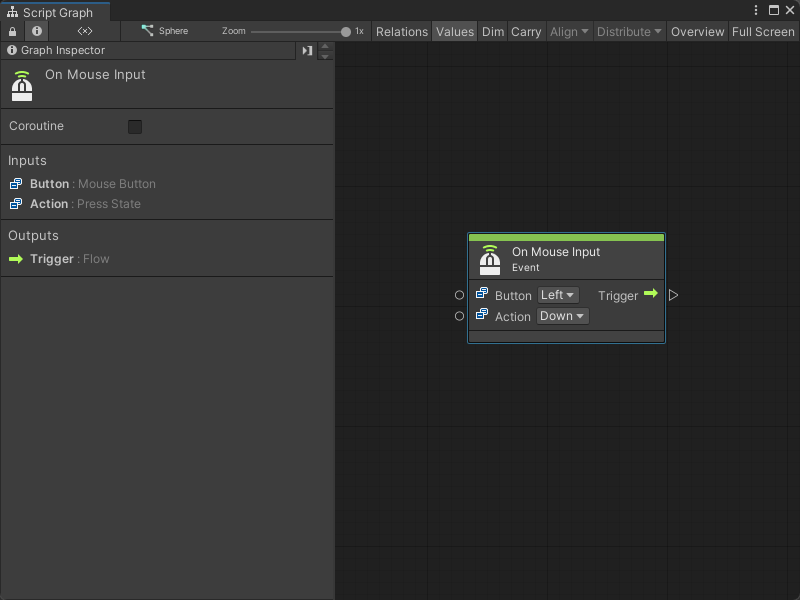 Script Graph
<x> Sphere Zoom 1x Relations Values Dim Carry Align Distribute Overview Full Screen
Graph Inspector
On Mouse Input
Coroutine
Inputs
Button : Mouse Button
Action : Press State
Outputs
Trigger : Flow
On Mouse Input
Event
Button Left Trigger
Action Down